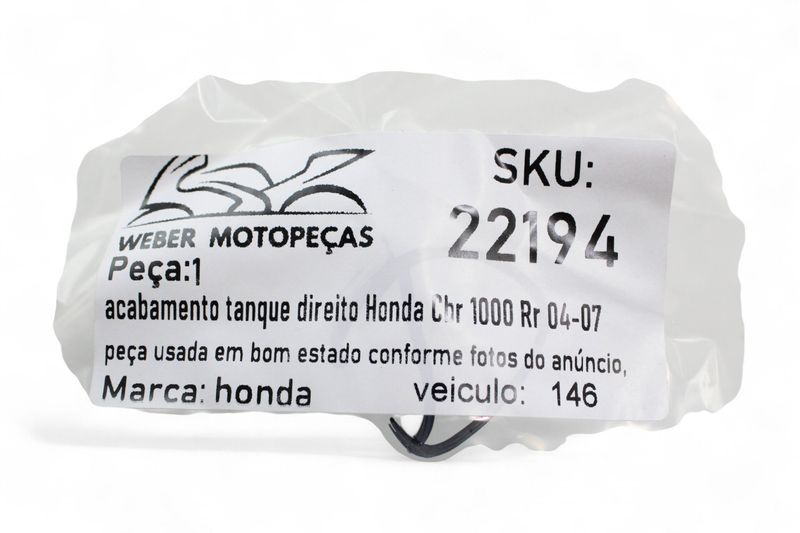 WEBER MOTOPEÇAS
SKU:
22194
Peça:1
acabamento tanque direito Honda Cbr 1000 Rr 04-07
peça usada em bom estado conforme fotos do anúncio,
Marca: honda veiculo: 146